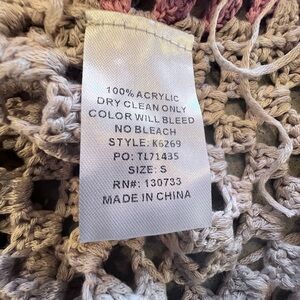 100% ACRYLIC
DRY CLEAN ONLY
COLOR WILL BLEED
NO BLEACH
STYLE: K6269
PO: TL71435
SIZE: S
RN#: 130733
MADE IN CHINA